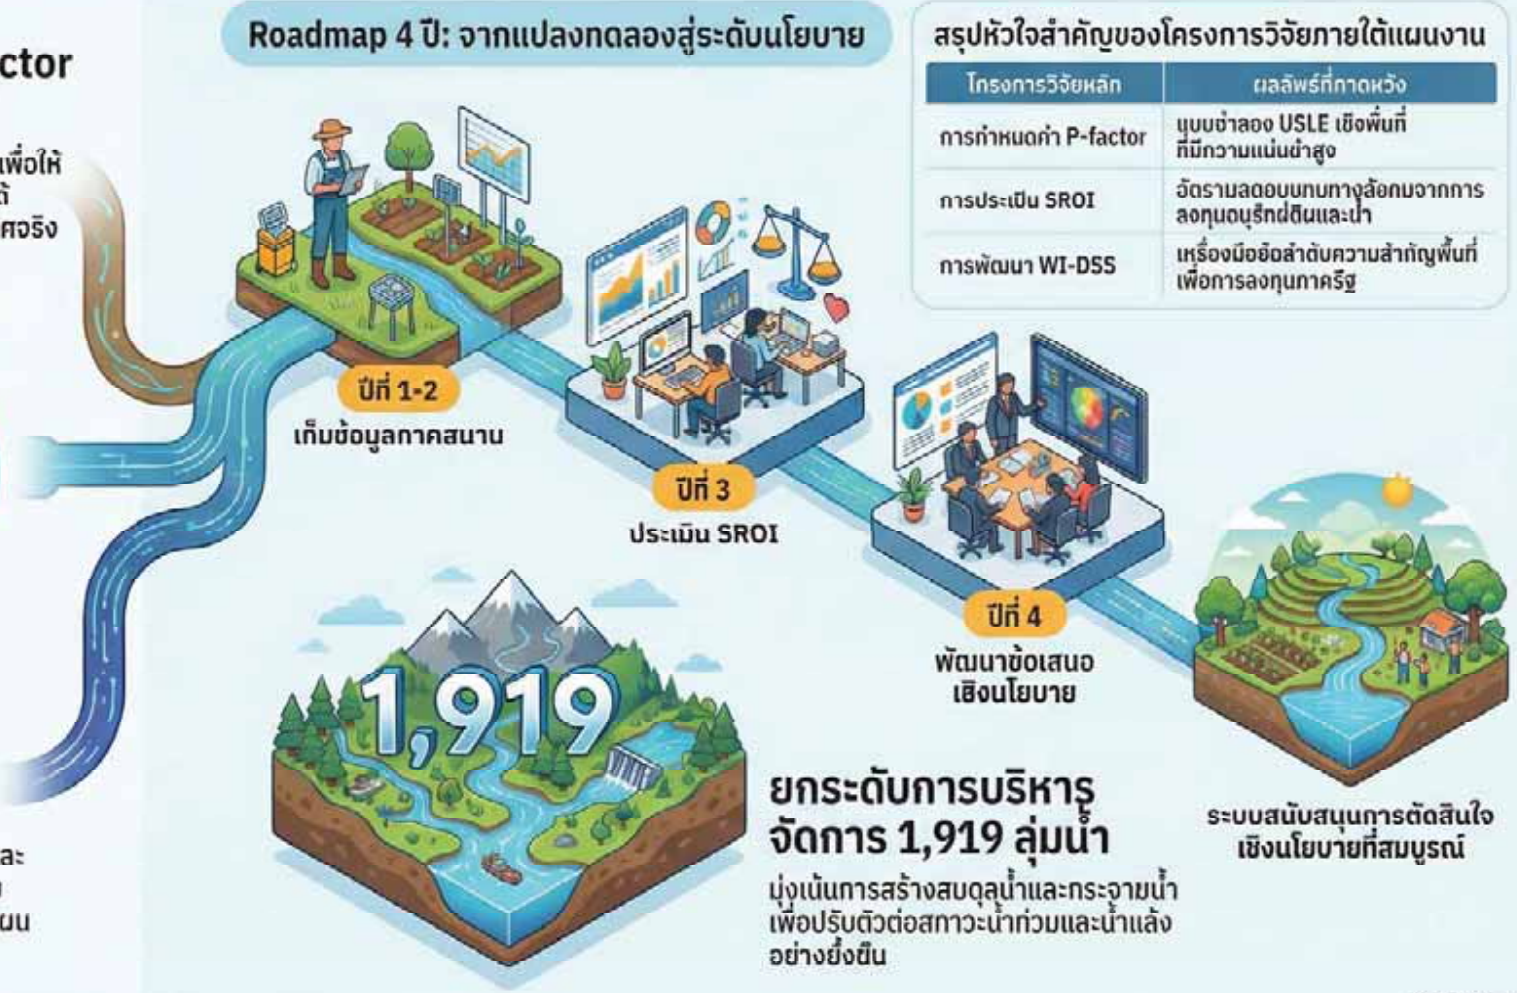 ctor
เพื่อให้
ศจริง
Roadmap 4 ปี: จากแปลงทดลองสู่ระดับนโยบาย
สรุปหัวใจสำคัญของโครงการวิจัยภายใต้แผนงาน
โกรงการวิจัยหลัก
ผลลัพร์ที่กาดหวัง
การกำหนดค่า P-factor
แบบจำลอง USLE เชิงพื้นที่
ที่มีความแน่นยำสูง
การประเมิน SROI
อัตราผลตอบแทนทางสังคมจากการ
ลงทุนอนุรักษ์ดินและน้ำ
การพัฒนา WI-DSS
เหรื่องมือจัดลำดับความสำกัญพื้นที่
เพื่อการลงทุนภาครัฐ
ปีที่ 1-2
เก็บข้อมูลภาคสนาม
ปีที่ 3
ประเมิน SROI
ปีที่ 4
พัฒนาข้อเสนอ
เชิงนโยบาย
1,919
ยกระดับการบริหาร
จัดการ 1,919 ลุ่มน้ำ
มุ่งเน้นการสร้างสมดุลน้ำและกระจายน้ำ
เพื่อปรับตัวต่อสภาวะน้ำท่วมและน้ำแล้ง
อย่างยั่งยืน
ระบบสนับสนุนการตัดสินใจ
เชิงนโยบายที่สมบูรณ์
ละ
ผน